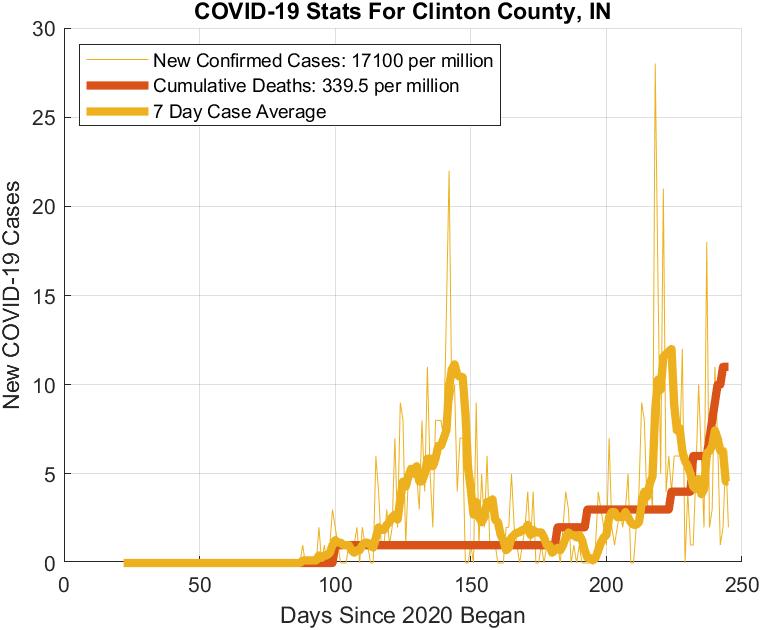 COVID-19 Stats For Clinton County, IN
New Confirmed Cases: 17100 per million
Cumulative Deaths: 339.5 per million
7 Day Case Average
New COVID-19 Cases
30
25
20
15
10
5
0
0 50 100 150 200 250
Days Since 2020 Began